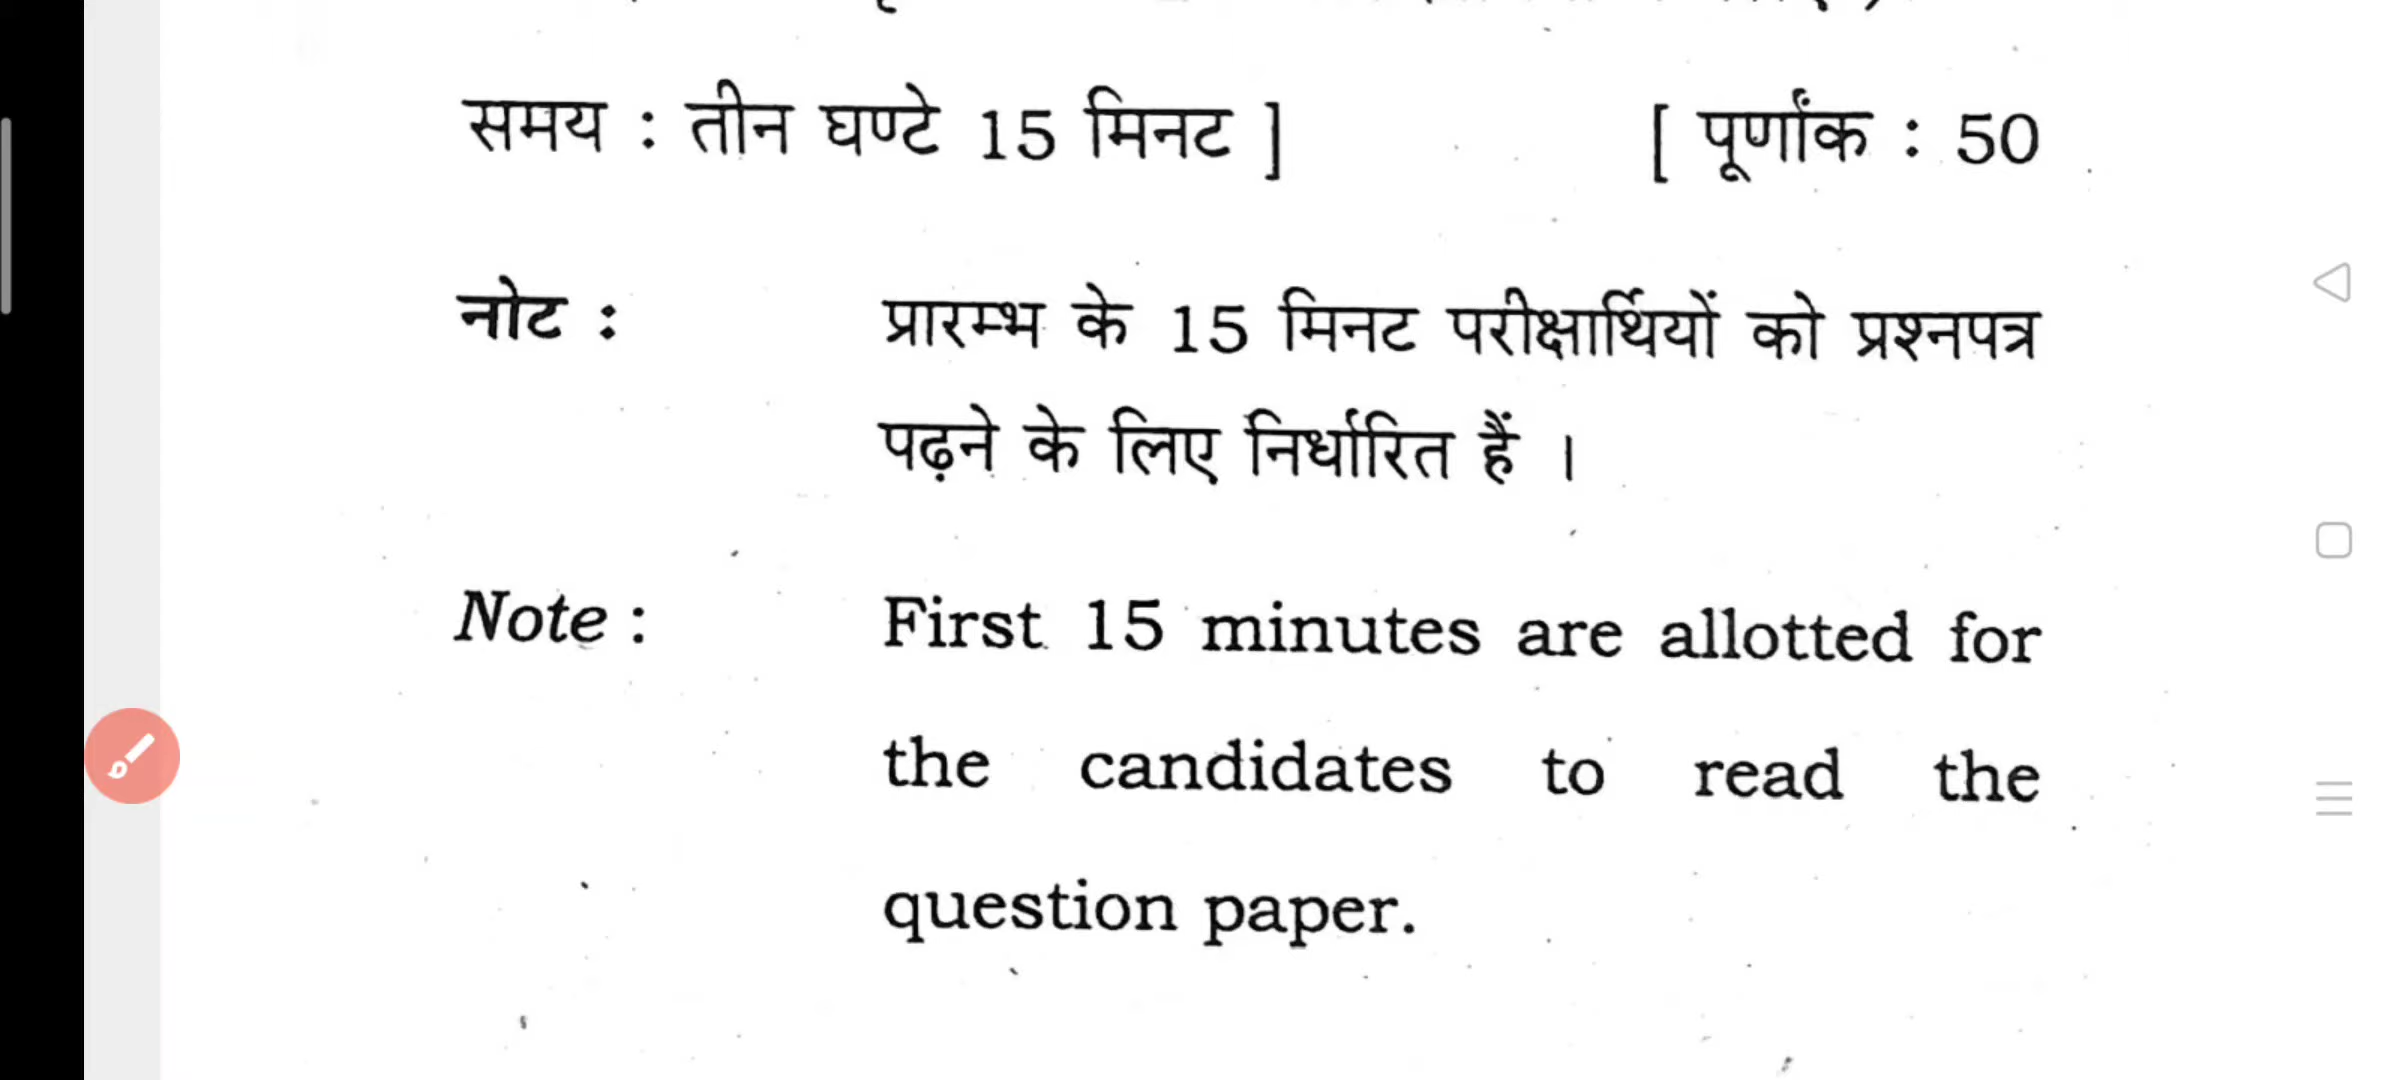 समय : तीन घण्टे 15 मिनट ] [ पूर्णांक : 50
नोट : प्रारम्भ के 15 मिनट परीक्षार्थियों को प्रश्नपत्र
पढ़ने के लिए निर्धारित हैं ।
Note : First 15 minutes are allotted for
the candidates to read the
question paper.